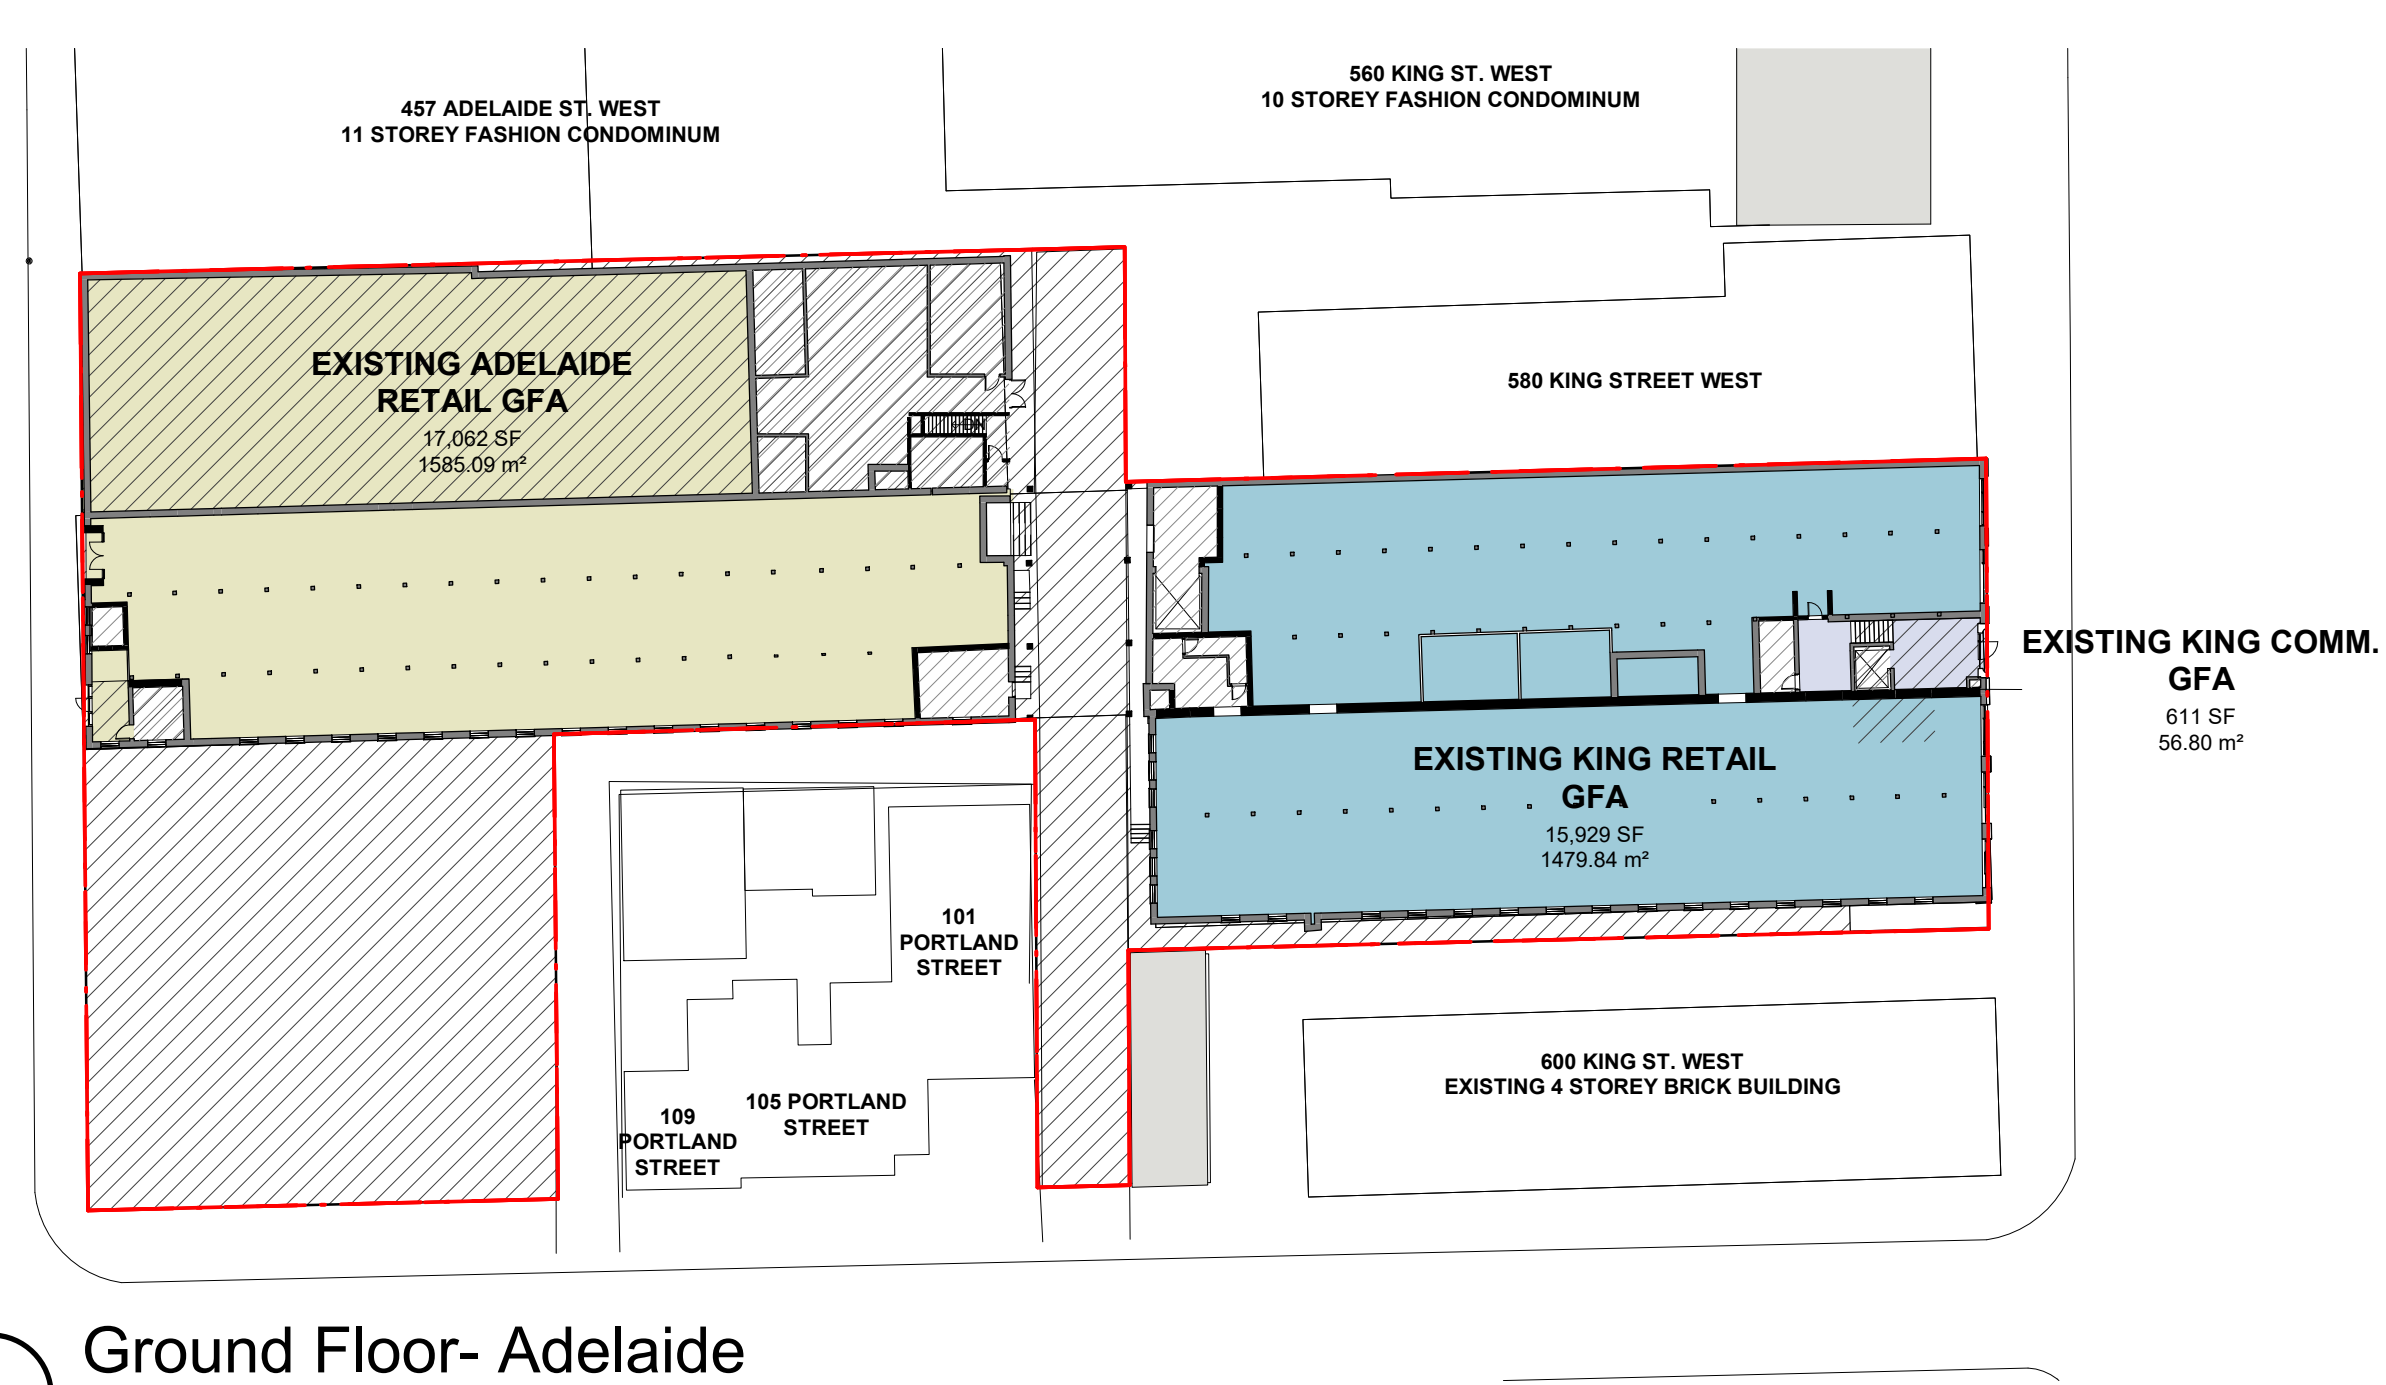 457 ADELAIDE ST. WEST
11 STOREY FASHION CONDOMINUM
560 KING ST. WEST
10 STOREY FASHION CONDOMINUM
EXISTING ADELAIDE
RETAIL GFA
17,062 SF
1585.09 m²
DN
580 KING STREET WEST
EXISTING KING COMM.
GFA
611 SF
56.80 m²
EXISTING KING RETAIL
GFA
15,929 SF
1479.84 m²
101
PORTLAND
STREET
105 PORTLAND
STREET
109
PORTLAND
STREET
600 KING ST. WEST
EXISTING 4 STOREY BRICK BUILDING
Ground Floor- Adelaide